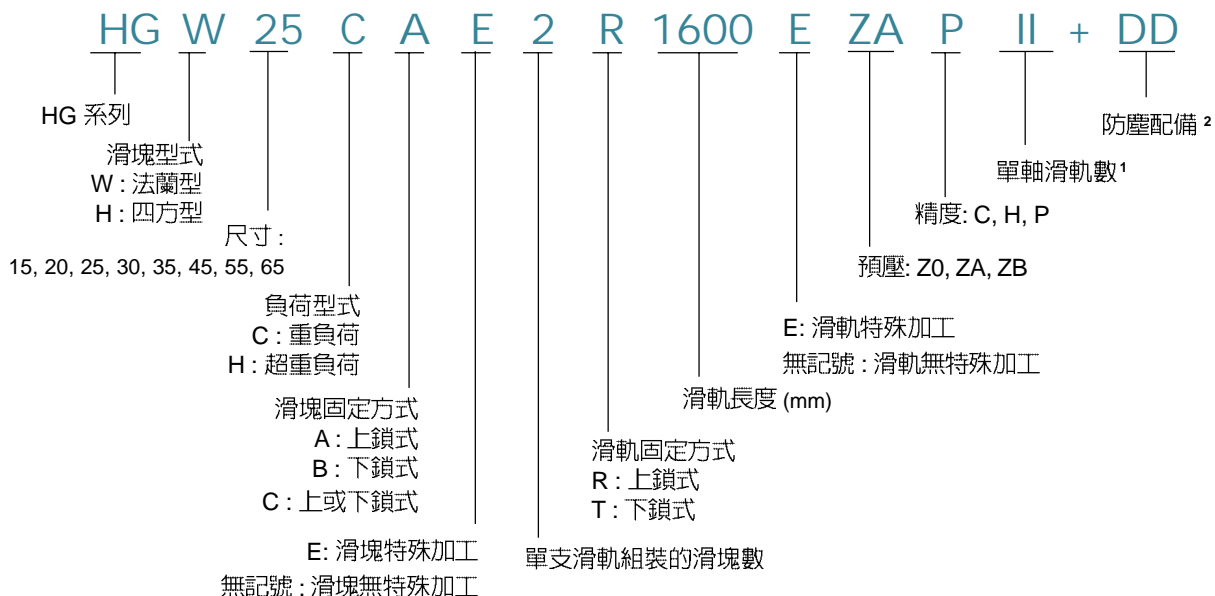 HG W 25 C A E 2 R 1600 E ZA P II + DD
HG 系列
滑塊型式
W : 法蘭型
H : 四方型
尺寸 :
15, 20, 25, 30, 35, 45, 55, 65
負荷型式
C : 重負荷
H : 超重負荷
滑塊固定方式
A : 上鎖式
B : 下鎖式
C : 上或下鎖式
E: 滑塊特殊加工
無記號 : 滑塊無特殊加工
單支滑軌組裝的滑塊數
滑軌固定方式
R : 上鎖式
T : 下鎖式
滑軌長度 (mm)
E: 滑軌特殊加工
無記號 : 滑軌無特殊加工
預壓: Z0, ZA, ZB
精度: C, H, P
單軸滑軌數¹
防塵配備 ²